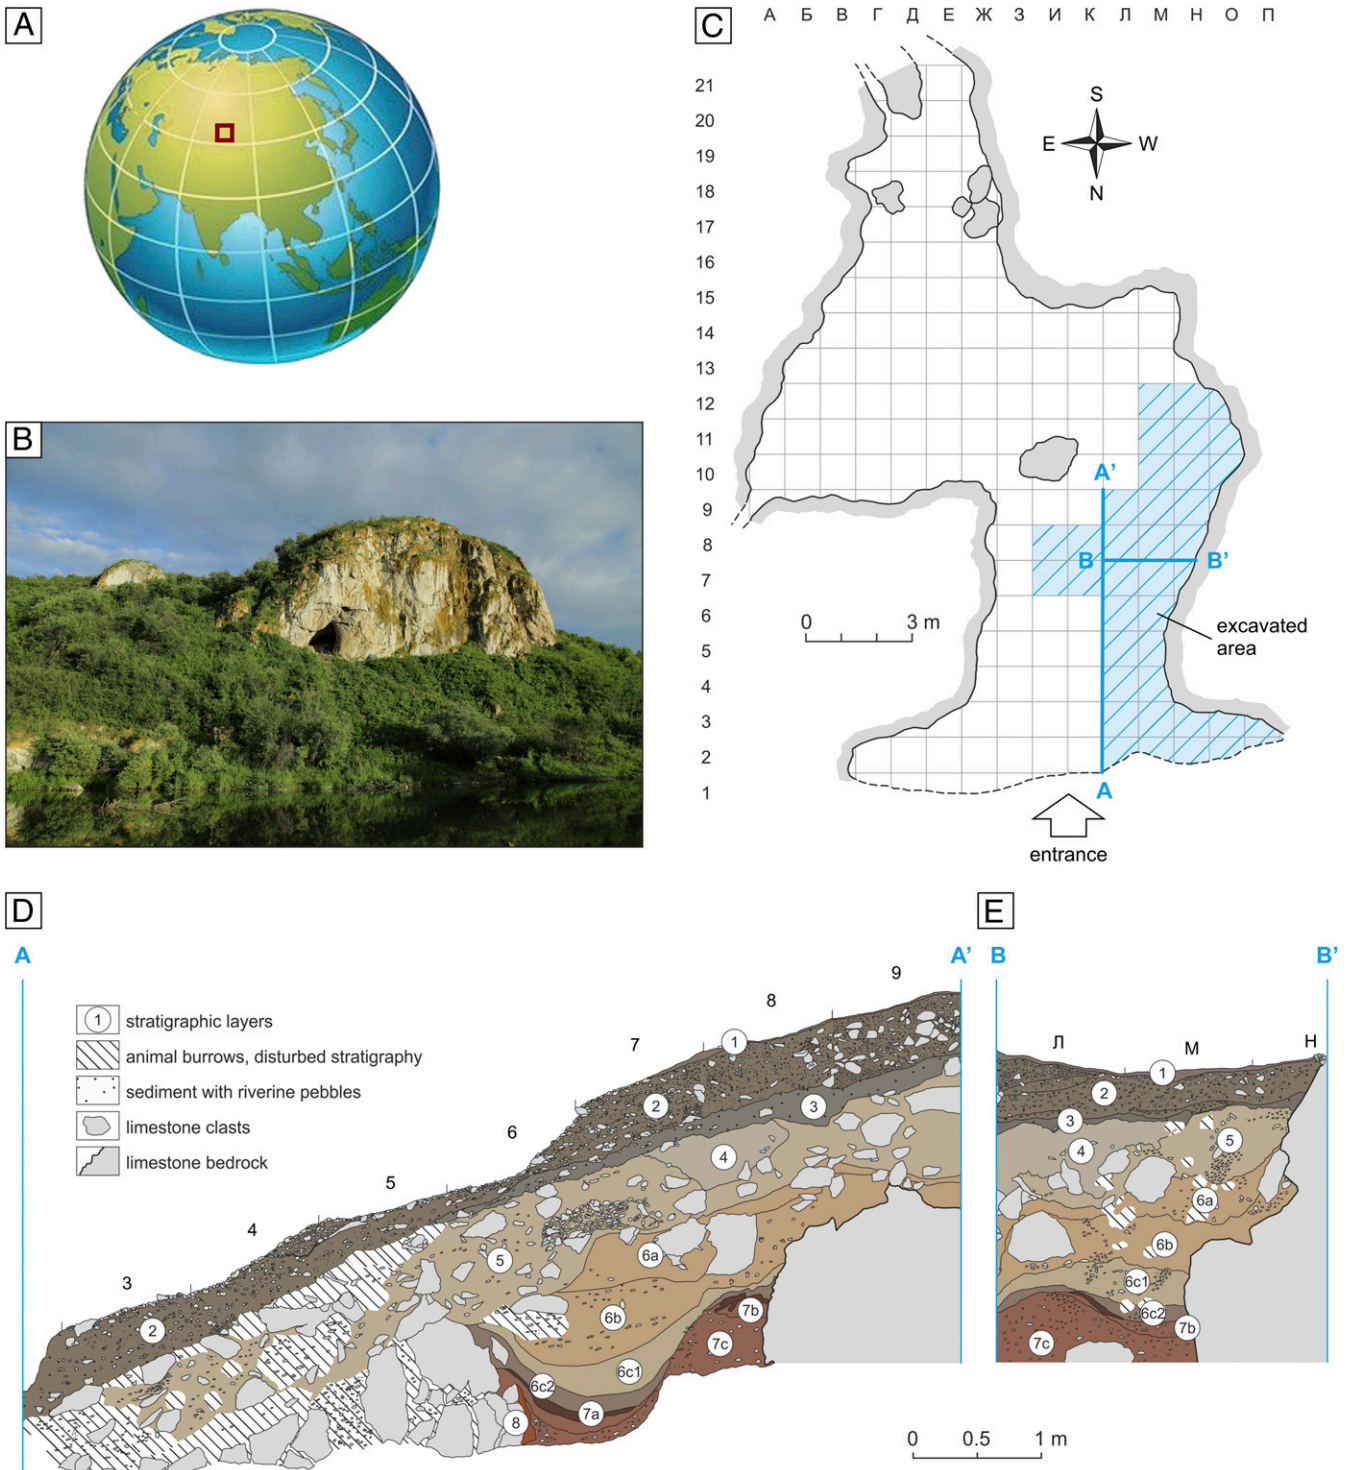 A
B
C
А Б В Г Д Е Ж З И К Л М Н О П
21
20
19
18
17
16
15
14
13
12
11
10
9
8
7
6
5
4
3
2
1
S
E W
N
A’
B B’
0 3 m
excavated
area
A
entrance
D
A A’
1 stratigraphic layers
animal burrows, disturbed stratigraphy
sediment with riverine pebbles
limestone clasts
limestone bedrock
3 4 5 6 7 8 9
1
2
3
4
2
5
6a
6b
7b
7c
6c1
6c2
7a
8
E
B B’
Л М Н
1
2
3
4
5
6a
6b
6c1
6c2
7b
7c
0 0.5 1 m